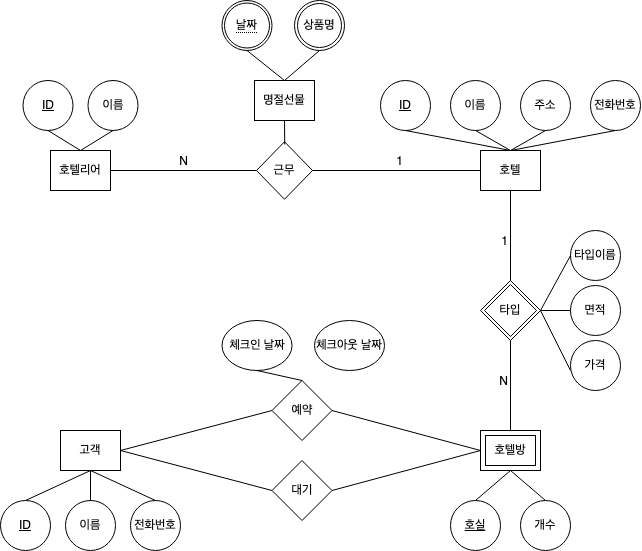 날짜
상품명
ID
이름
명절선물
ID
이름
주소
전화번호
호텔리어
N
근무
1
호텔
1
타입
타입이름
면적
가격
N
체크인 날짜
체크아웃 날짜
예약
고객
호텔방
대기
ID
이름
전화번호
호실
개수